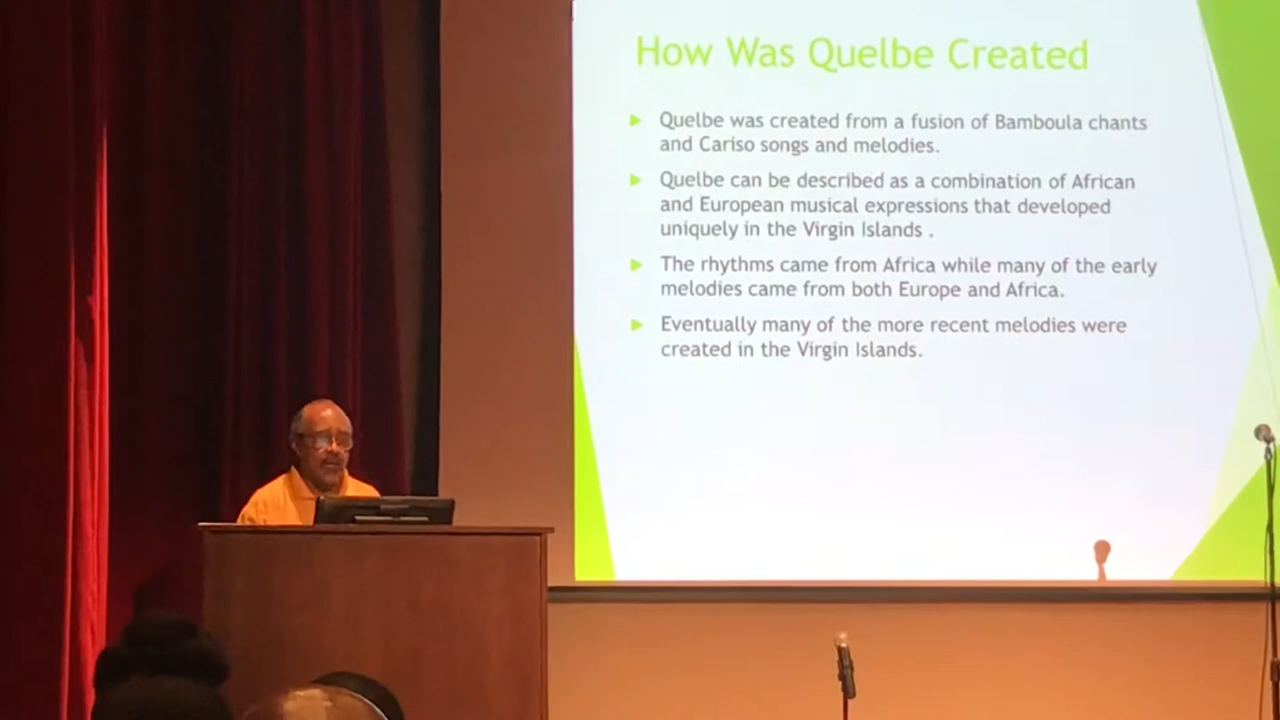 How Was Quelbe Created
Quelbe was created from a fusion of Bamboula chants
and Cariso songs and melodies.
Quelbe can be described as a combination of African
and European musical expressions that developed
uniquely in the Virgin Islands .
The rhythms came from Africa while many of the early
melodies came from both Europe and Africa.
Eventually many of the more recent melodies were
created in the Virgin Islands.